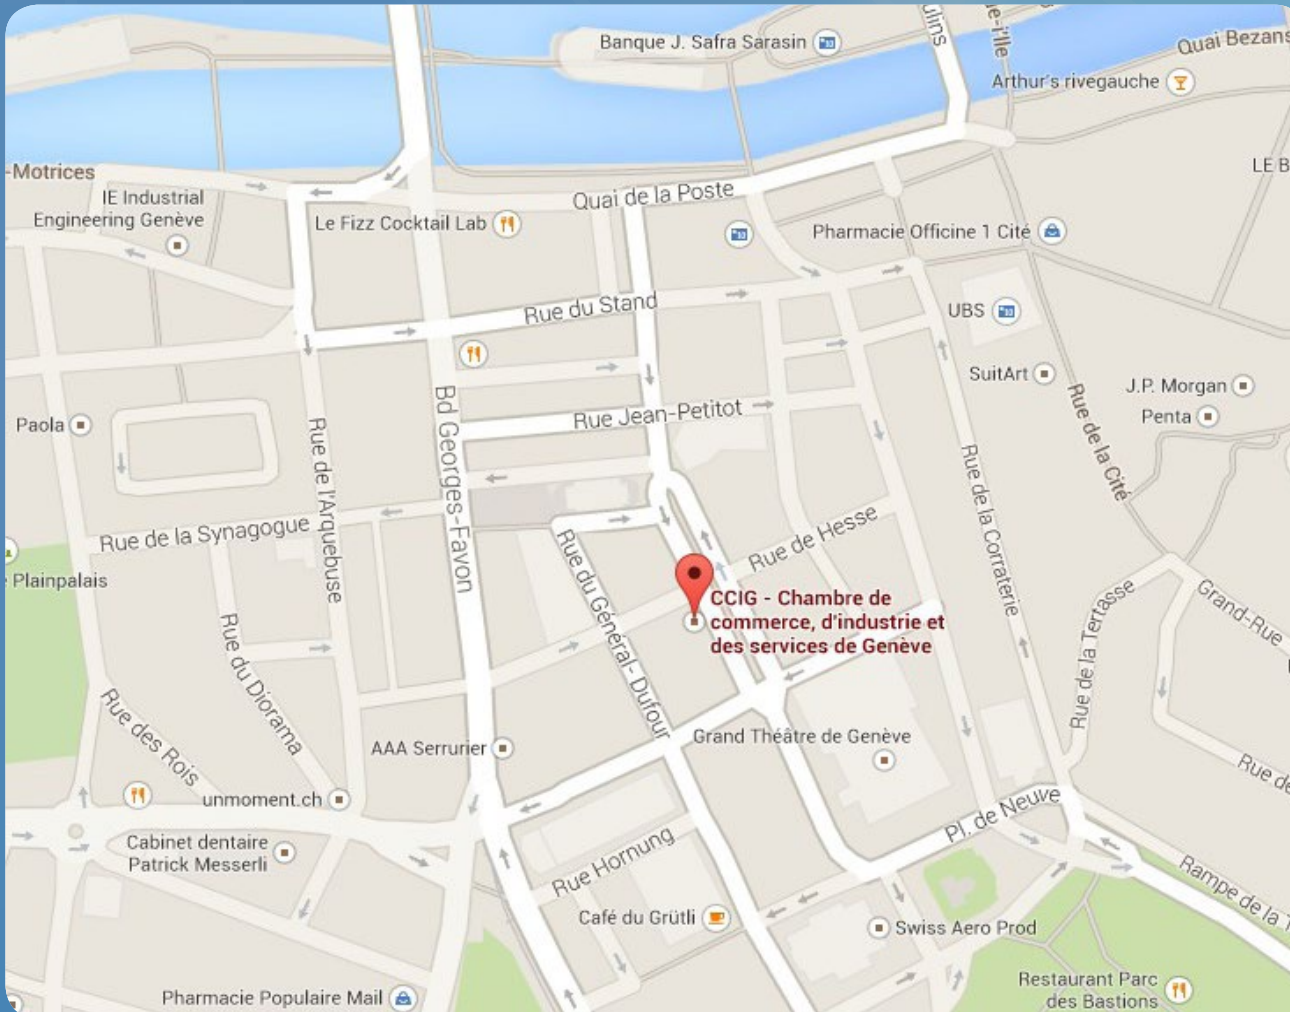 Banque J. Safra Sarasin
Quai Bezans
Arthur's rivegauche
-Motrices
LE B
IE Industrial
Engineering Genève
Quai de la Poste
Le Fizz Cocktail Lab
Pharmacie Officine 1 Cité
Rue du Stand
UBS
SuitArt
J.P. Morgan
Penta
Paola
Rue Jean-Petitot
Bd Georges-Favon
Rue de l'Arquebuse
Rue de la Cité
Rue de la Corraterie
Rue de la Synagogue
Rue de Hesse
Plainpalais
Rue du Général-Dufour
CCIG - Chambre de
commerce, d'industrie et
des services de Genève
Rue de la Tertasse
Grand-Rue
Rue du Diorama
Rue des Rois
AAA Serrurier
Grand Théâtre de Genève
Rue de
unmoment.ch
Pl. de Neuve
Cabinet dentaire
Patrick Messerli
Rue Hornung
Rampe de la T
Café du Grütli
Swiss Aero Prod
Pharmacie Populaire Mail
Restaurant Parc
des Bastions